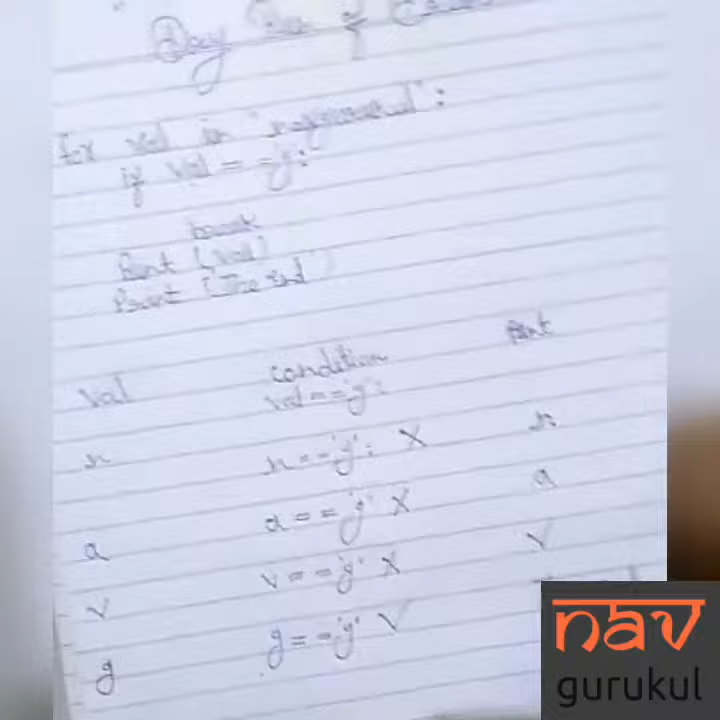 Day
for val in "navgurukul":
if val == 'g':
break
Print (val)
Print ("The End
val condition Print
val == 'g':
n n == 'g': X n
a a == 'g' X a
v v == 'g' X v
g g == 'g' √
nav
gurukul